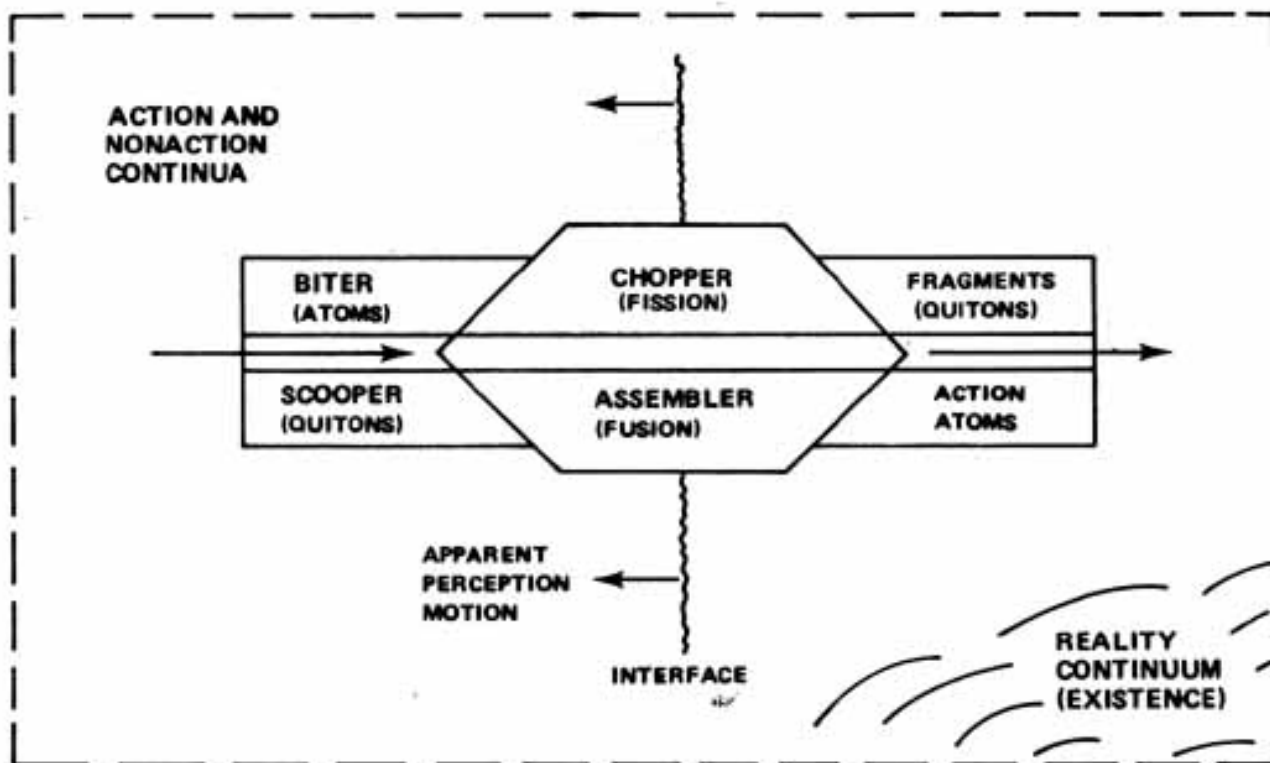 ACTION AND
NONACTION
CONTINUA
BITER
(ATOMS)
CHOPPER
(FISSION)
FRAGMENTS
(QUITONS)
SCOOPER
(QUITONS)
ASSEMBLER
(FUSION)
ACTION
ATOMS
APPARENT
PERCEPTION
MOTION
INTERFACE
REALITY
CONTINUUM
(EXISTENCE)